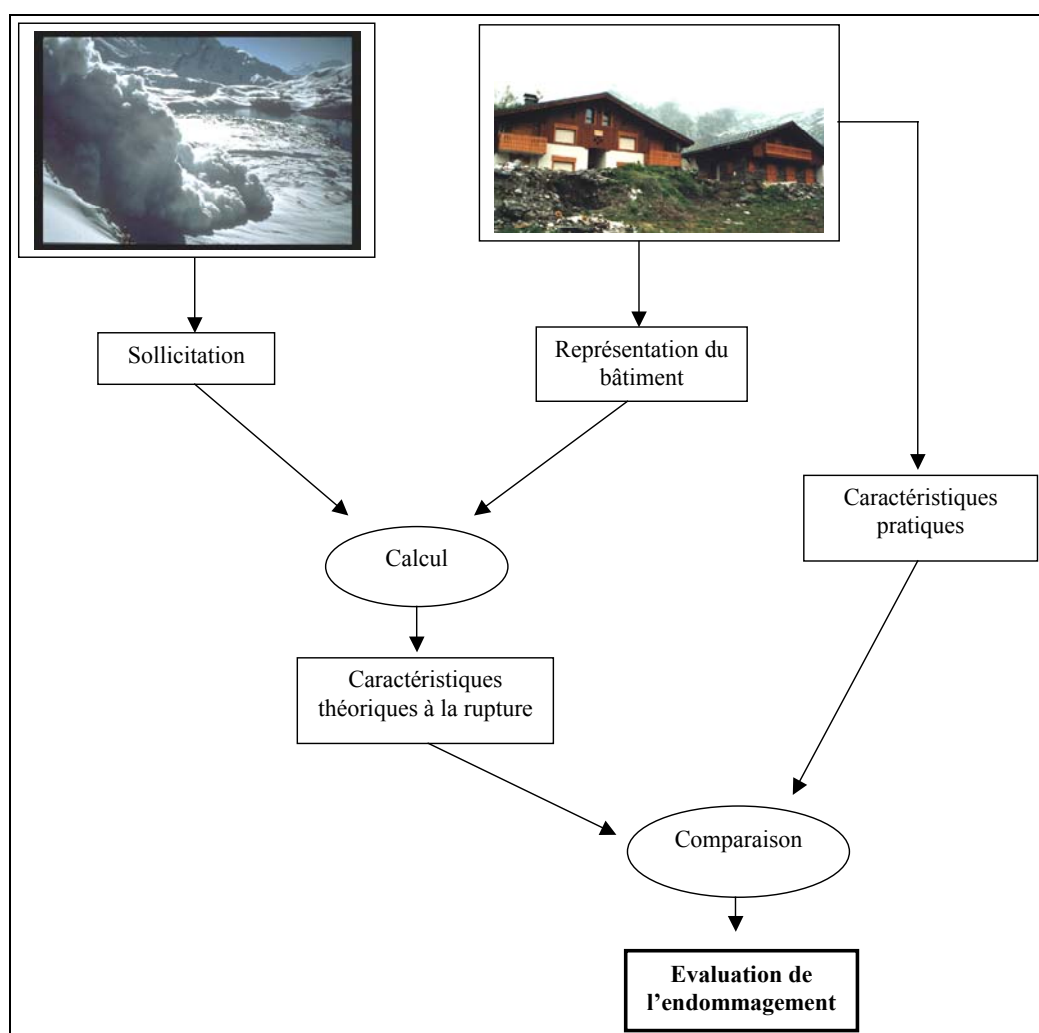 Sollicitation
Représentation du
bâtiment
Caractéristiques
pratiques
Calcul
Caractéristiques
théoriques à la rupture
Comparaison
Evaluation de
l’endommagement